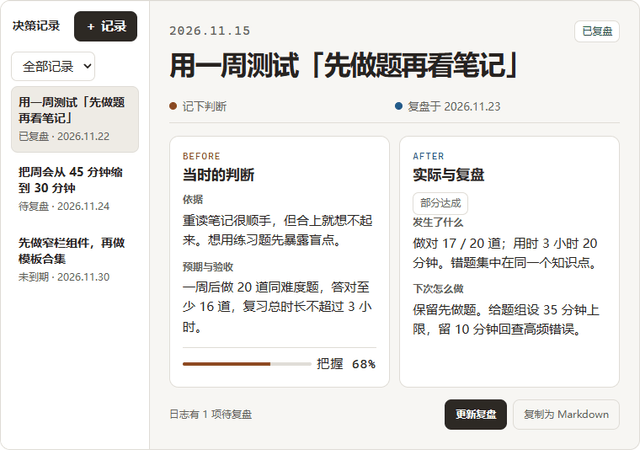 决策记录
+ 记录
全部记录
用一周测试「先做题
再看笔记」
已复盘 · 2026.11.22
把周会从 45 分钟缩
到 30 分钟
待复盘 · 2026.11.24
先做窄栏组件，再做
模板合集
未到期 · 2026.11.30
2026.11.15
已复盘
用一周测试「先做题再看笔记」
记下判断
复盘于 2026.11.23
BEFORE
当时的判断
依据
重读笔记很顺手，但合上就想不起
来。想用练习题先暴露盲点。
预期与验收
一周后做 20 道同难度题，答对至
少 16 道，复习总时长不超过 3 小
时。
把握 68%
AFTER
实际与复盘
部分达成
发生了什么
做对 17 / 20 道；用时 3 小时 20
分钟。错题集中在同一个知识点。
下次怎么做
保留先做题。给题组设 35 分钟上
限，留 10 分钟回查高频错误。
日志有 1 项待复盘
更新复盘
复制为 Markdown